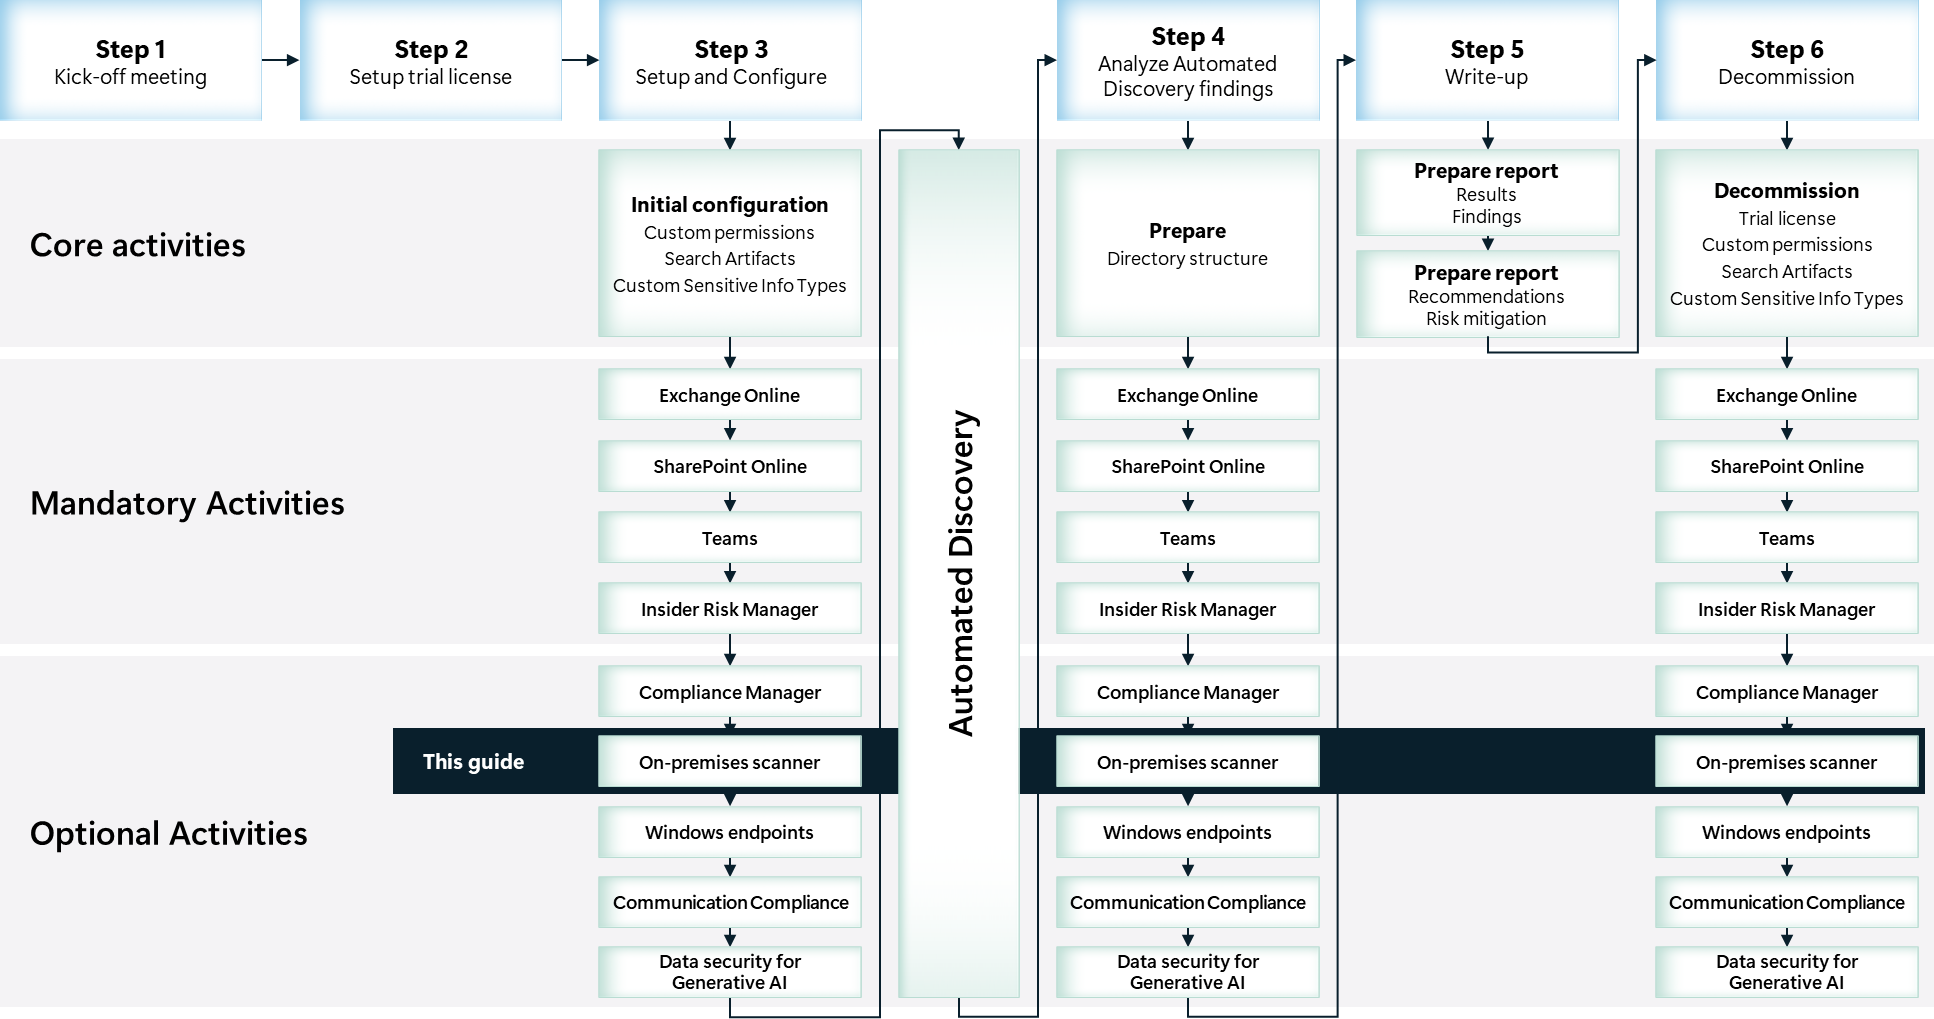 Step 1
Kick-off meeting
Step 2
Setup trial license
Step 3
Setup and Configure
Step 4
Analyze Automated
Discovery findings
Step 5
Write-up
Step 6
Decommission
Core activities
Initial configuration
Custom permissions
Search Artifacts
Custom Sensitive Info Types
Automated Discovery
Prepare
Directory structure
Prepare report
Results
Findings
Prepare report
Recommendations
Risk mitigation
Decommission
Trial license
Custom permissions
Search Artifacts
Custom Sensitive Info Types
Mandatory Activities
Exchange Online
SharePoint Online
Teams
Insider Risk Manager
Exchange Online
SharePoint Online
Teams
Insider Risk Manager
Exchange Online
SharePoint Online
Teams
Insider Risk Manager
Optional Activities
This guide
Compliance Manager
On-premises scanner
Windows endpoints
Communication Compliance
Data security for
Generative AI
Compliance Manager
On-premises scanner
Windows endpoints
Communication Compliance
Data security for
Generative AI
Compliance Manager
On-premises scanner
Windows endpoints
Communication Compliance
Data security for
Generative AI